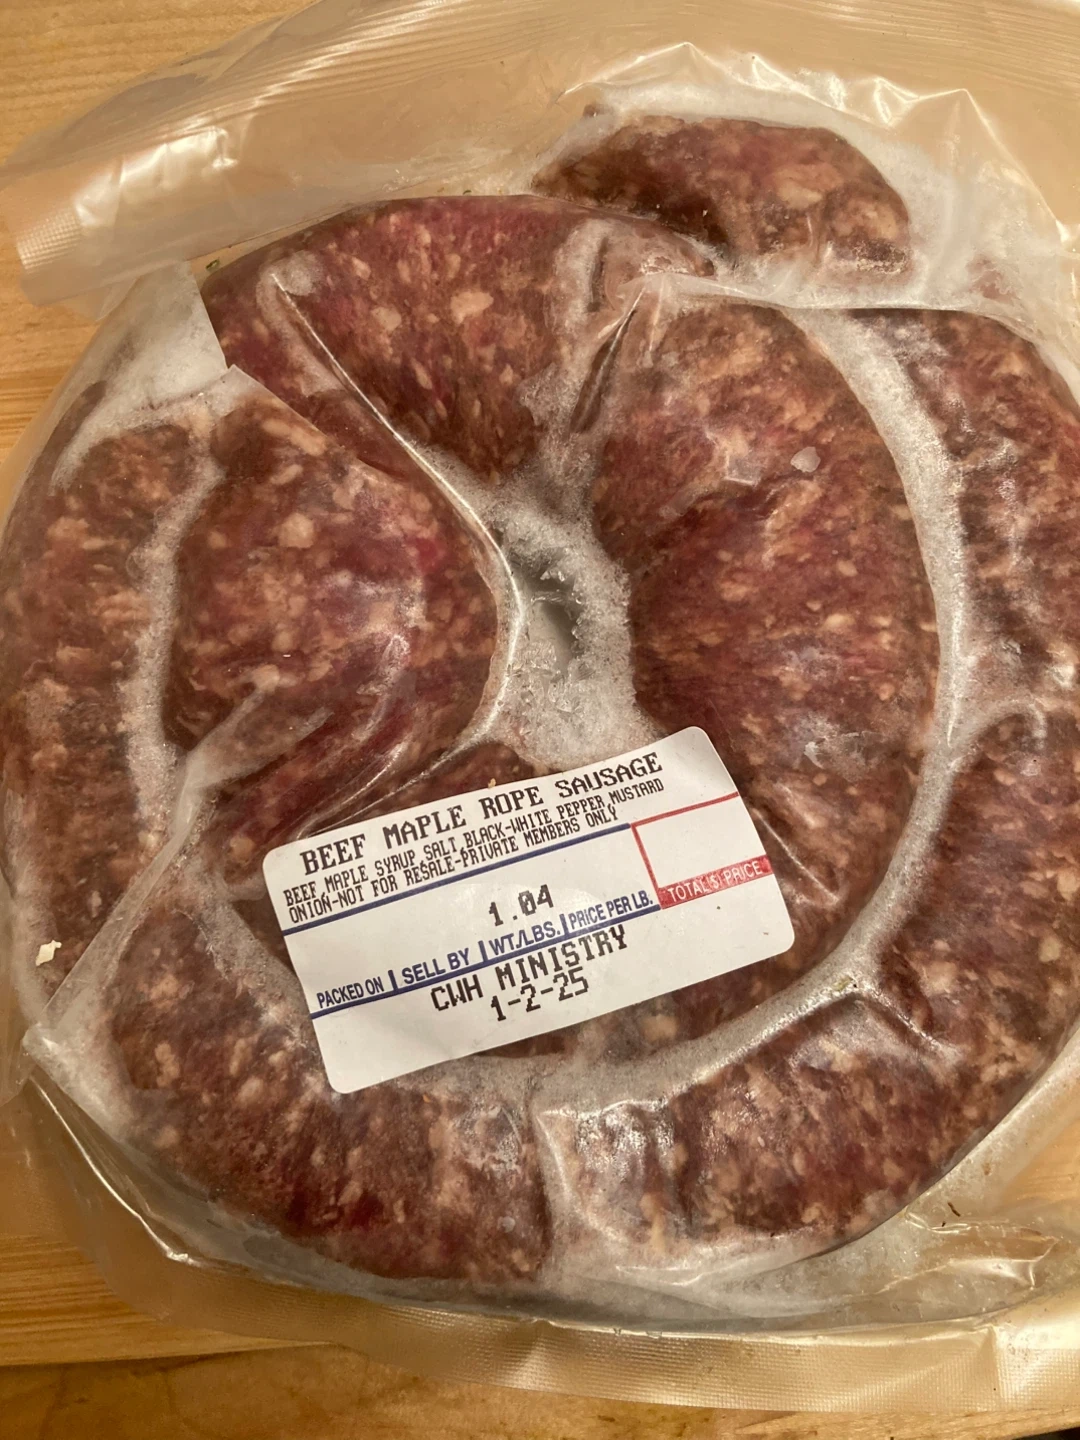 BEEF MAPLE ROPE SAUSAGE
BEEF MAPLE SYRUP SALT BLACK-WHITE PEPPER MUSTARD
ONION-NOT FOR RESALE-PRIVATE MEMBERS ONLY
1.04
TOTAL $ PRICE
PACKED ON | SELL BY | WT./LBS. | PRICE PER LB.
CWH MINISTRY
1-2-25